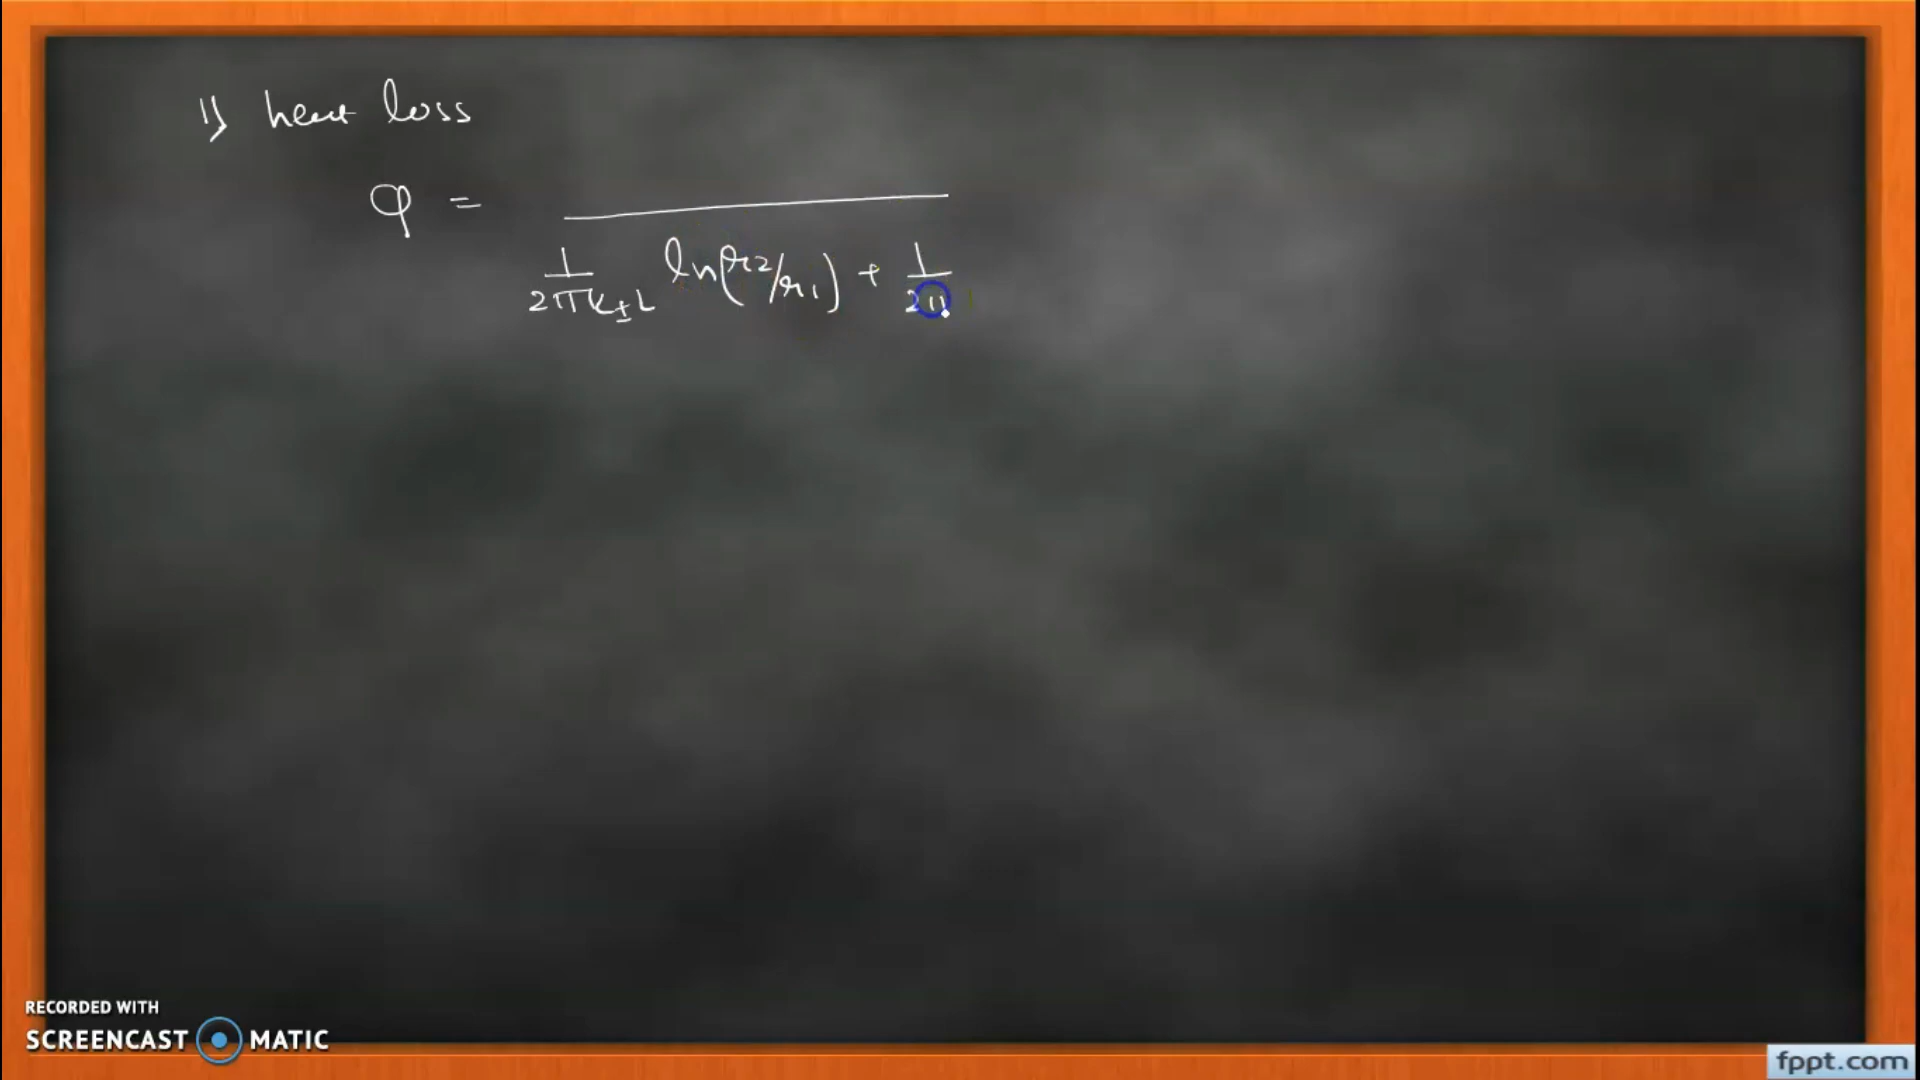 1) heat loss
Q =
1/2πk₁L ln(r2/r1) + 1/2π
RECORDED WITH
SCREENCAST MATIC
fppt.com